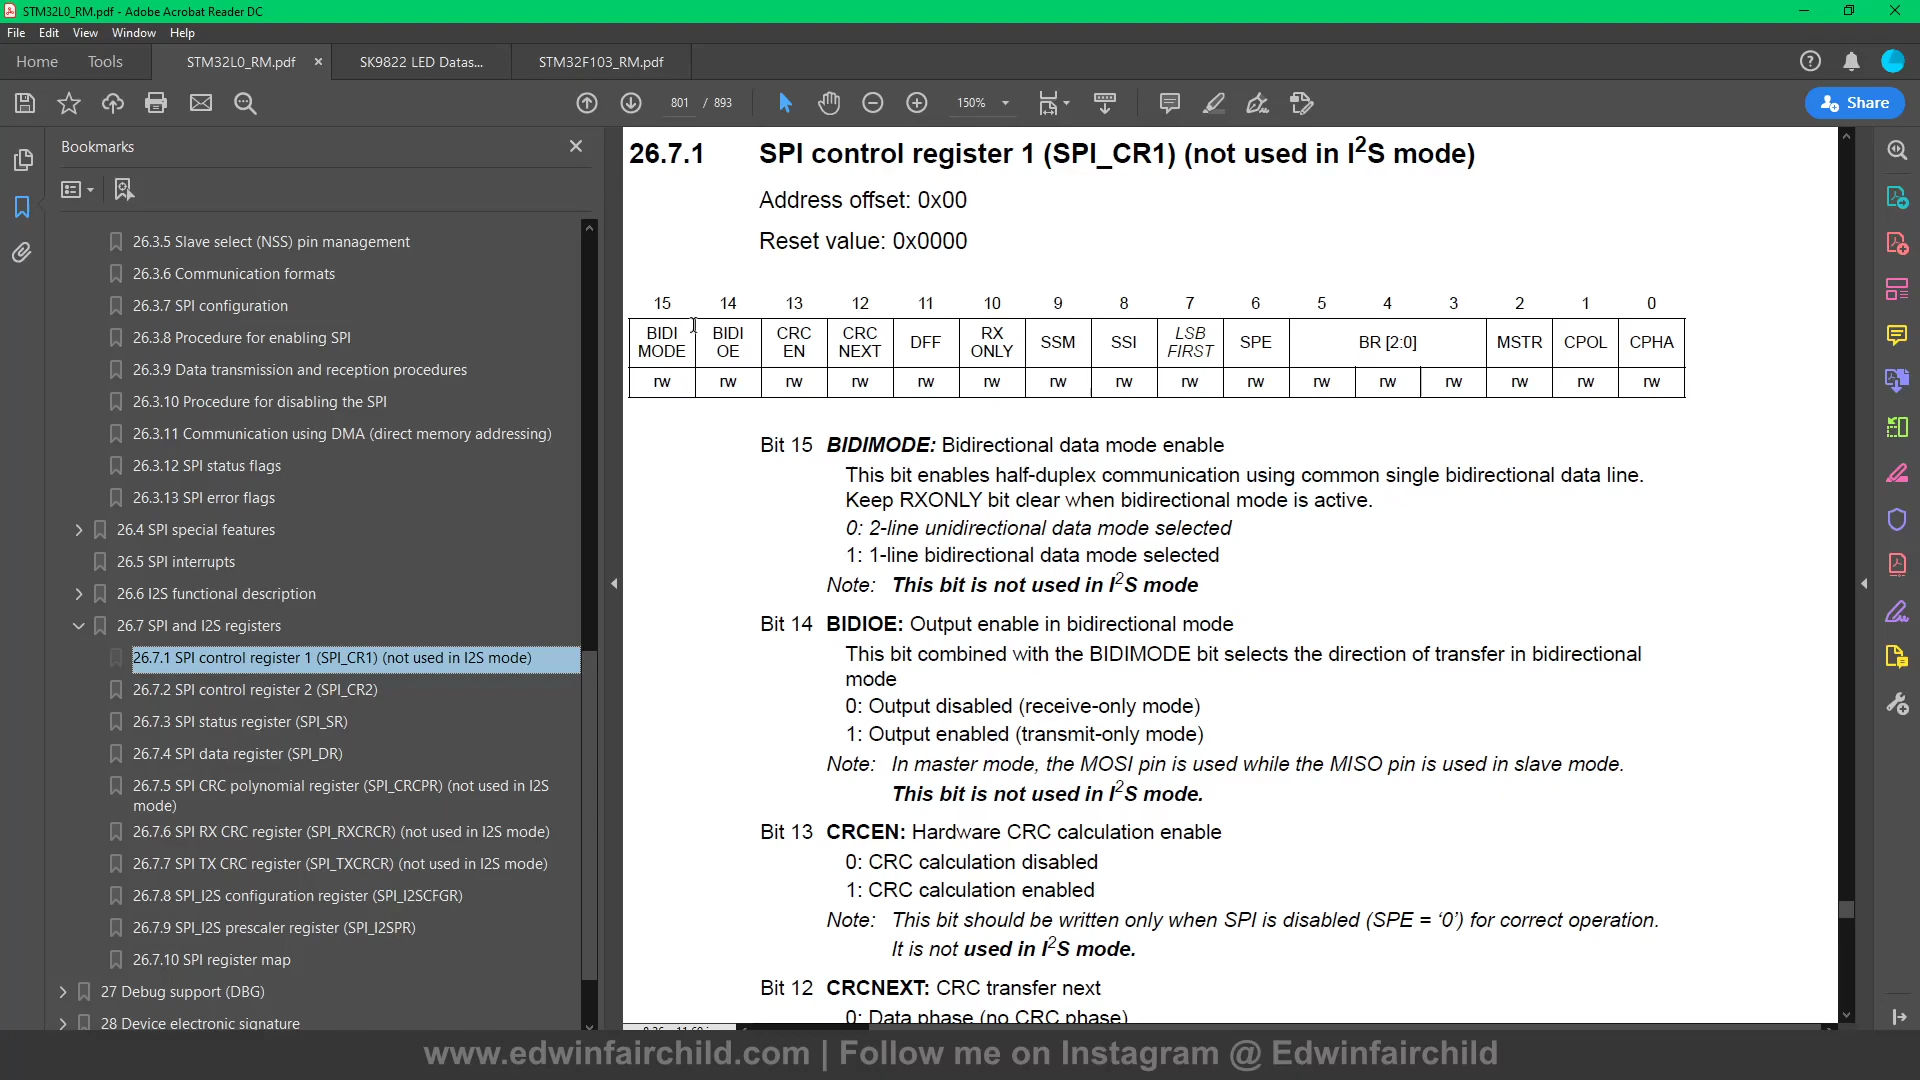 STM32L0_RM.pdf - Adobe Acrobat Reader DC
File Edit View Window Help
Home Tools STM32L0_RM.pdf × SK9822 LED Datas... STM32F103_RM.pdf
801 / 893 150% Share
Bookmarks
26.3.5 Slave select (NSS) pin management
26.3.6 Communication formats
26.3.7 SPI configuration
26.3.8 Procedure for enabling SPI
26.3.9 Data transmission and reception procedures
26.3.10 Procedure for disabling the SPI
26.3.11 Communication using DMA (direct memory addressing)
26.3.12 SPI status flags
26.3.13 SPI error flags
26.4 SPI special features
26.5 SPI interrupts
26.6 I2S functional description
26.7 SPI and I2S registers
26.7.1 SPI control register 1 (SPI_CR1) (not used in I2S mode)
26.7.2 SPI control register 2 (SPI_CR2)
26.7.3 SPI status register (SPI_SR)
26.7.4 SPI data register (SPI_DR)
26.7.5 SPI CRC polynomial register (SPI_CRCPR) (not used in I2S
mode)
26.7.6 SPI RX CRC register (SPI_RXCRCR) (not used in I2S mode)
26.7.7 SPI TX CRC register (SPI_TXCRCR) (not used in I2S mode)
26.7.8 SPI_I2S configuration register (SPI_I2SCFGR)
26.7.9 SPI_I2S prescaler register (SPI_I2SPR)
26.7.10 SPI register map
27 Debug support (DBG)
28 Device electronic signature
26.7.1 SPI control register 1 (SPI_CR1) (not used in I²S mode)
Address offset: 0x00
Reset value: 0x0000
15 14 13 12 11 10 9 8 7 6 5 4 3 2 1 0
BIDI BIDI CRC CRC DFF RX SSM SSI LSB SPE BR [2:0] MSTR CPOL CPHA
MODE OE EN NEXT ONLY FIRST
rw rw rw rw rw rw rw rw rw rw rw rw rw rw rw rw
Bit 15 BIDIMODE: Bidirectional data mode enable
This bit enables half-duplex communication using common single bidirectional data line.
Keep RXONLY bit clear when bidirectional mode is active.
0: 2-line unidirectional data mode selected
1: 1-line bidirectional data mode selected
Note: This bit is not used in I²S mode
Bit 14 BIDIOE: Output enable in bidirectional mode
This bit combined with the BIDIMODE bit selects the direction of transfer in bidirectional
mode
0: Output disabled (receive-only mode)
1: Output enabled (transmit-only mode)
Note: In master mode, the MOSI pin is used while the MISO pin is used in slave mode.
This bit is not used in I²S mode.
Bit 13 CRCEN: Hardware CRC calculation enable
0: CRC calculation disabled
1: CRC calculation enabled
Note: This bit should be written only when SPI is disabled (SPE = ‘0’) for correct operation.
It is not used in I²S mode.
Bit 12 CRCNEXT: CRC transfer next
0: Data phase (no CRC phase)
www.edwinfairchild.com | Follow me on Instagram @ Edwinfairchild